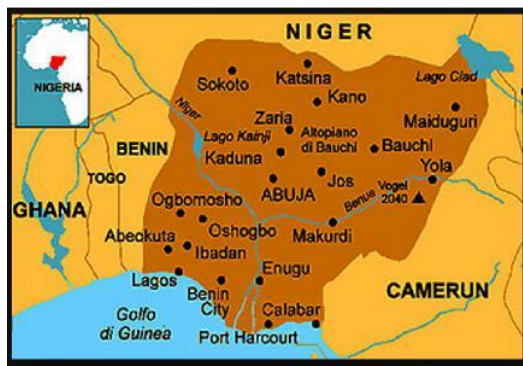 NIGER
NIGERIA
Sokoto
Katsina
Lago Ciad
Kano
Niger
Zaria
Maiduguri
Lago Kainji
Altopiano
di Bauchi
BENIN
Kaduna
Bauchi
Yola
TOGO
ABUJA
Jos
Benue
Vogel
2040
GHANA
Ogbomosho
Oshogbo
Makurdi
Abeokuta
Ibadan
Enugu
Lagos
Benin
City
CAMERUN
Golfo
di Guinea
Calabar
Port Harcourt